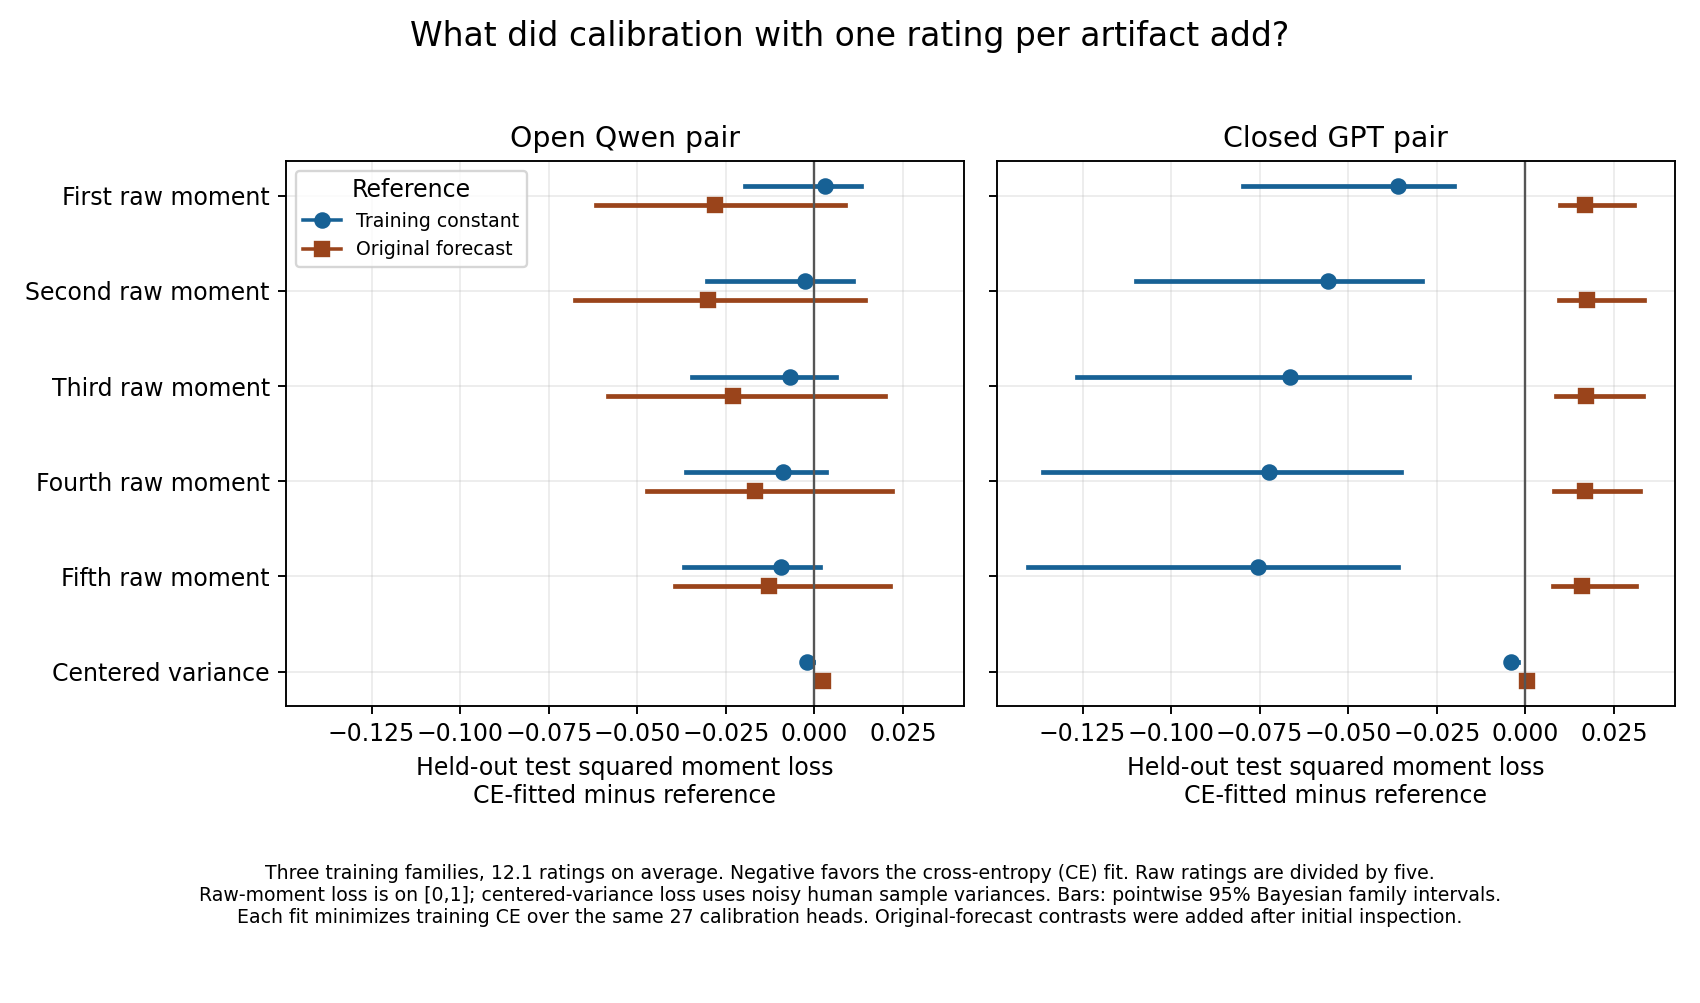 What did calibration with one rating per artifact add?
Open Qwen pair
Closed GPT pair
Reference
Training constant
Original forecast
First raw moment
Second raw moment
Third raw moment
Fourth raw moment
Fifth raw moment
Centered variance
−0.125 −0.100 −0.075 −0.050 −0.025 0.000 0.025
−0.125 −0.100 −0.075 −0.050 −0.025 0.000 0.025
Held-out test squared moment loss
CE-fitted minus reference
Held-out test squared moment loss
CE-fitted minus reference
Three training families, 12.1 ratings on average. Negative favors the cross-entropy (CE) fit. Raw ratings are divided by five.
Raw-moment loss is on [0,1]; centered-variance loss uses noisy human sample variances. Bars: pointwise 95% Bayesian family intervals.
Each fit minimizes training CE over the same 27 calibration heads. Original-forecast contrasts were added after initial inspection.